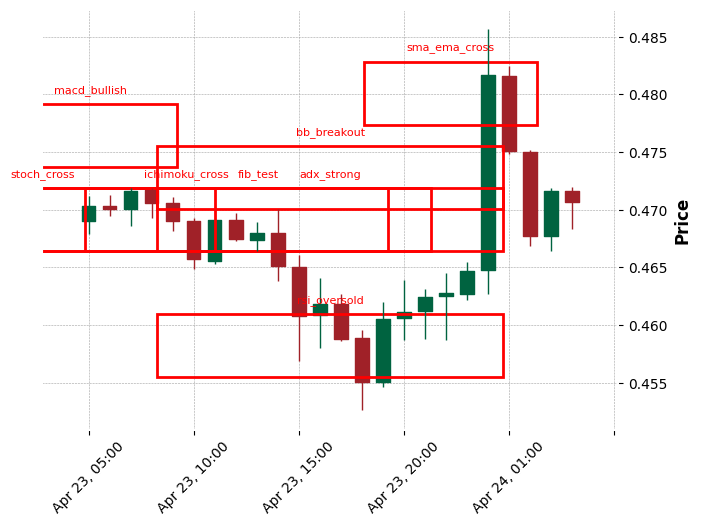 sma_ema_cross
macd_bullish
bb_breakout
stoch_cross
ichimoku_cross
fib_test
adx_strong
rsi_oversold
0.485
0.480
0.475
0.470
0.465
0.460
0.455
Price
Apr 23, 05:00
Apr 23, 10:00
Apr 23, 15:00
Apr 23, 20:00
Apr 24, 01:00